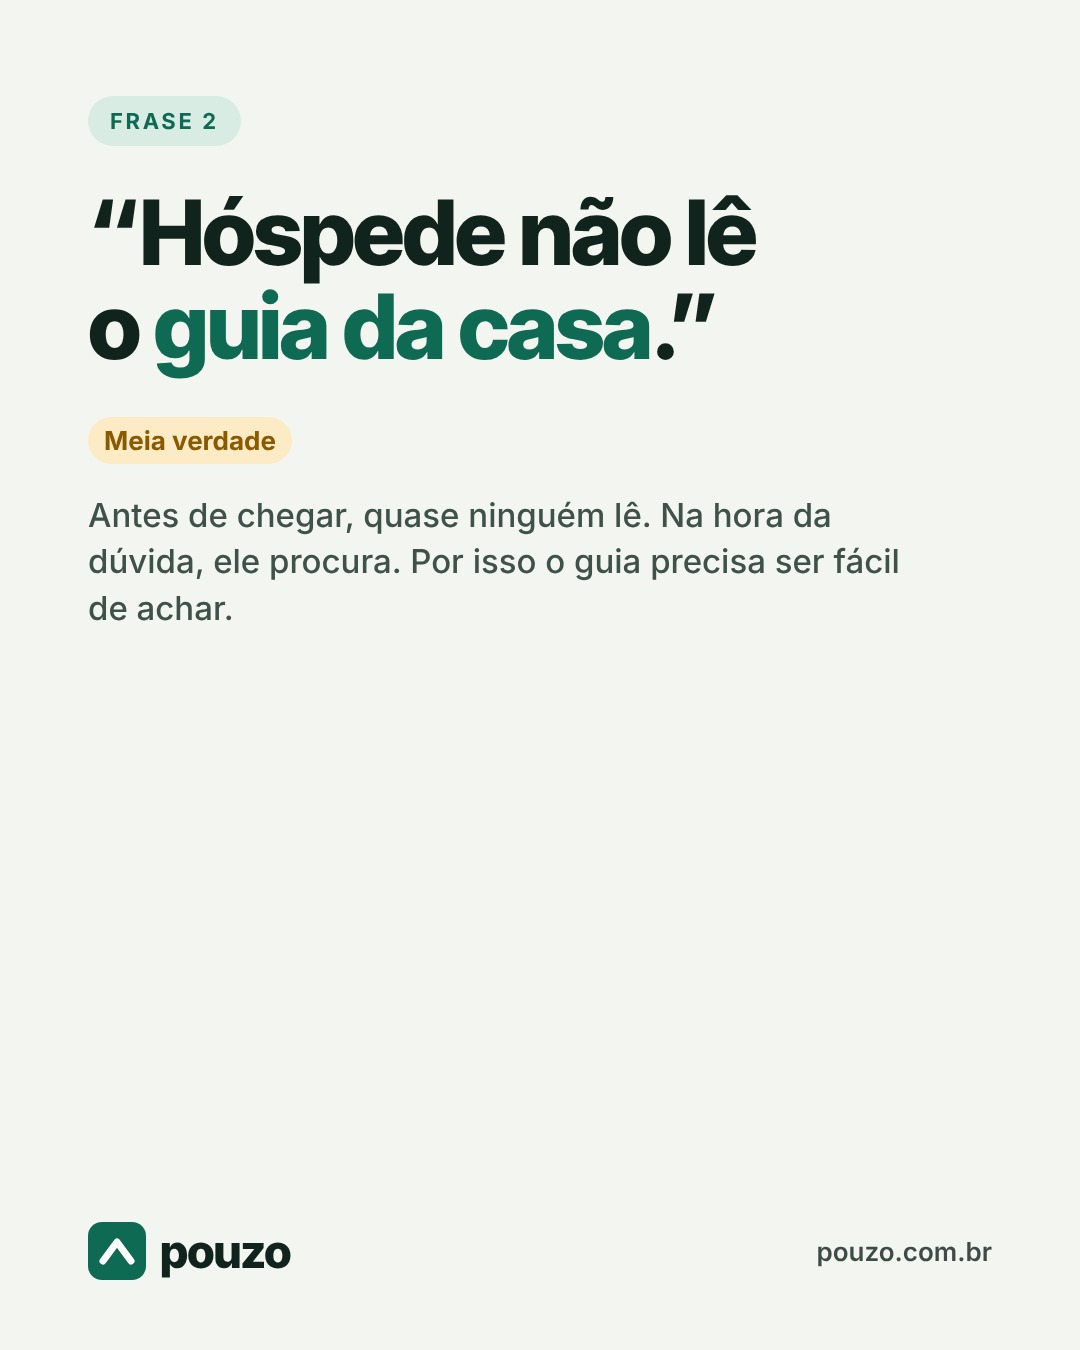 FRASE 2
“Hóspede não lê
o guia da casa.”
Meia verdade
Antes de chegar, quase ninguém lê. Na hora da
dúvida, ele procura. Por isso o guia precisa ser fácil
de achar.
pouzo
pouzo.com.br